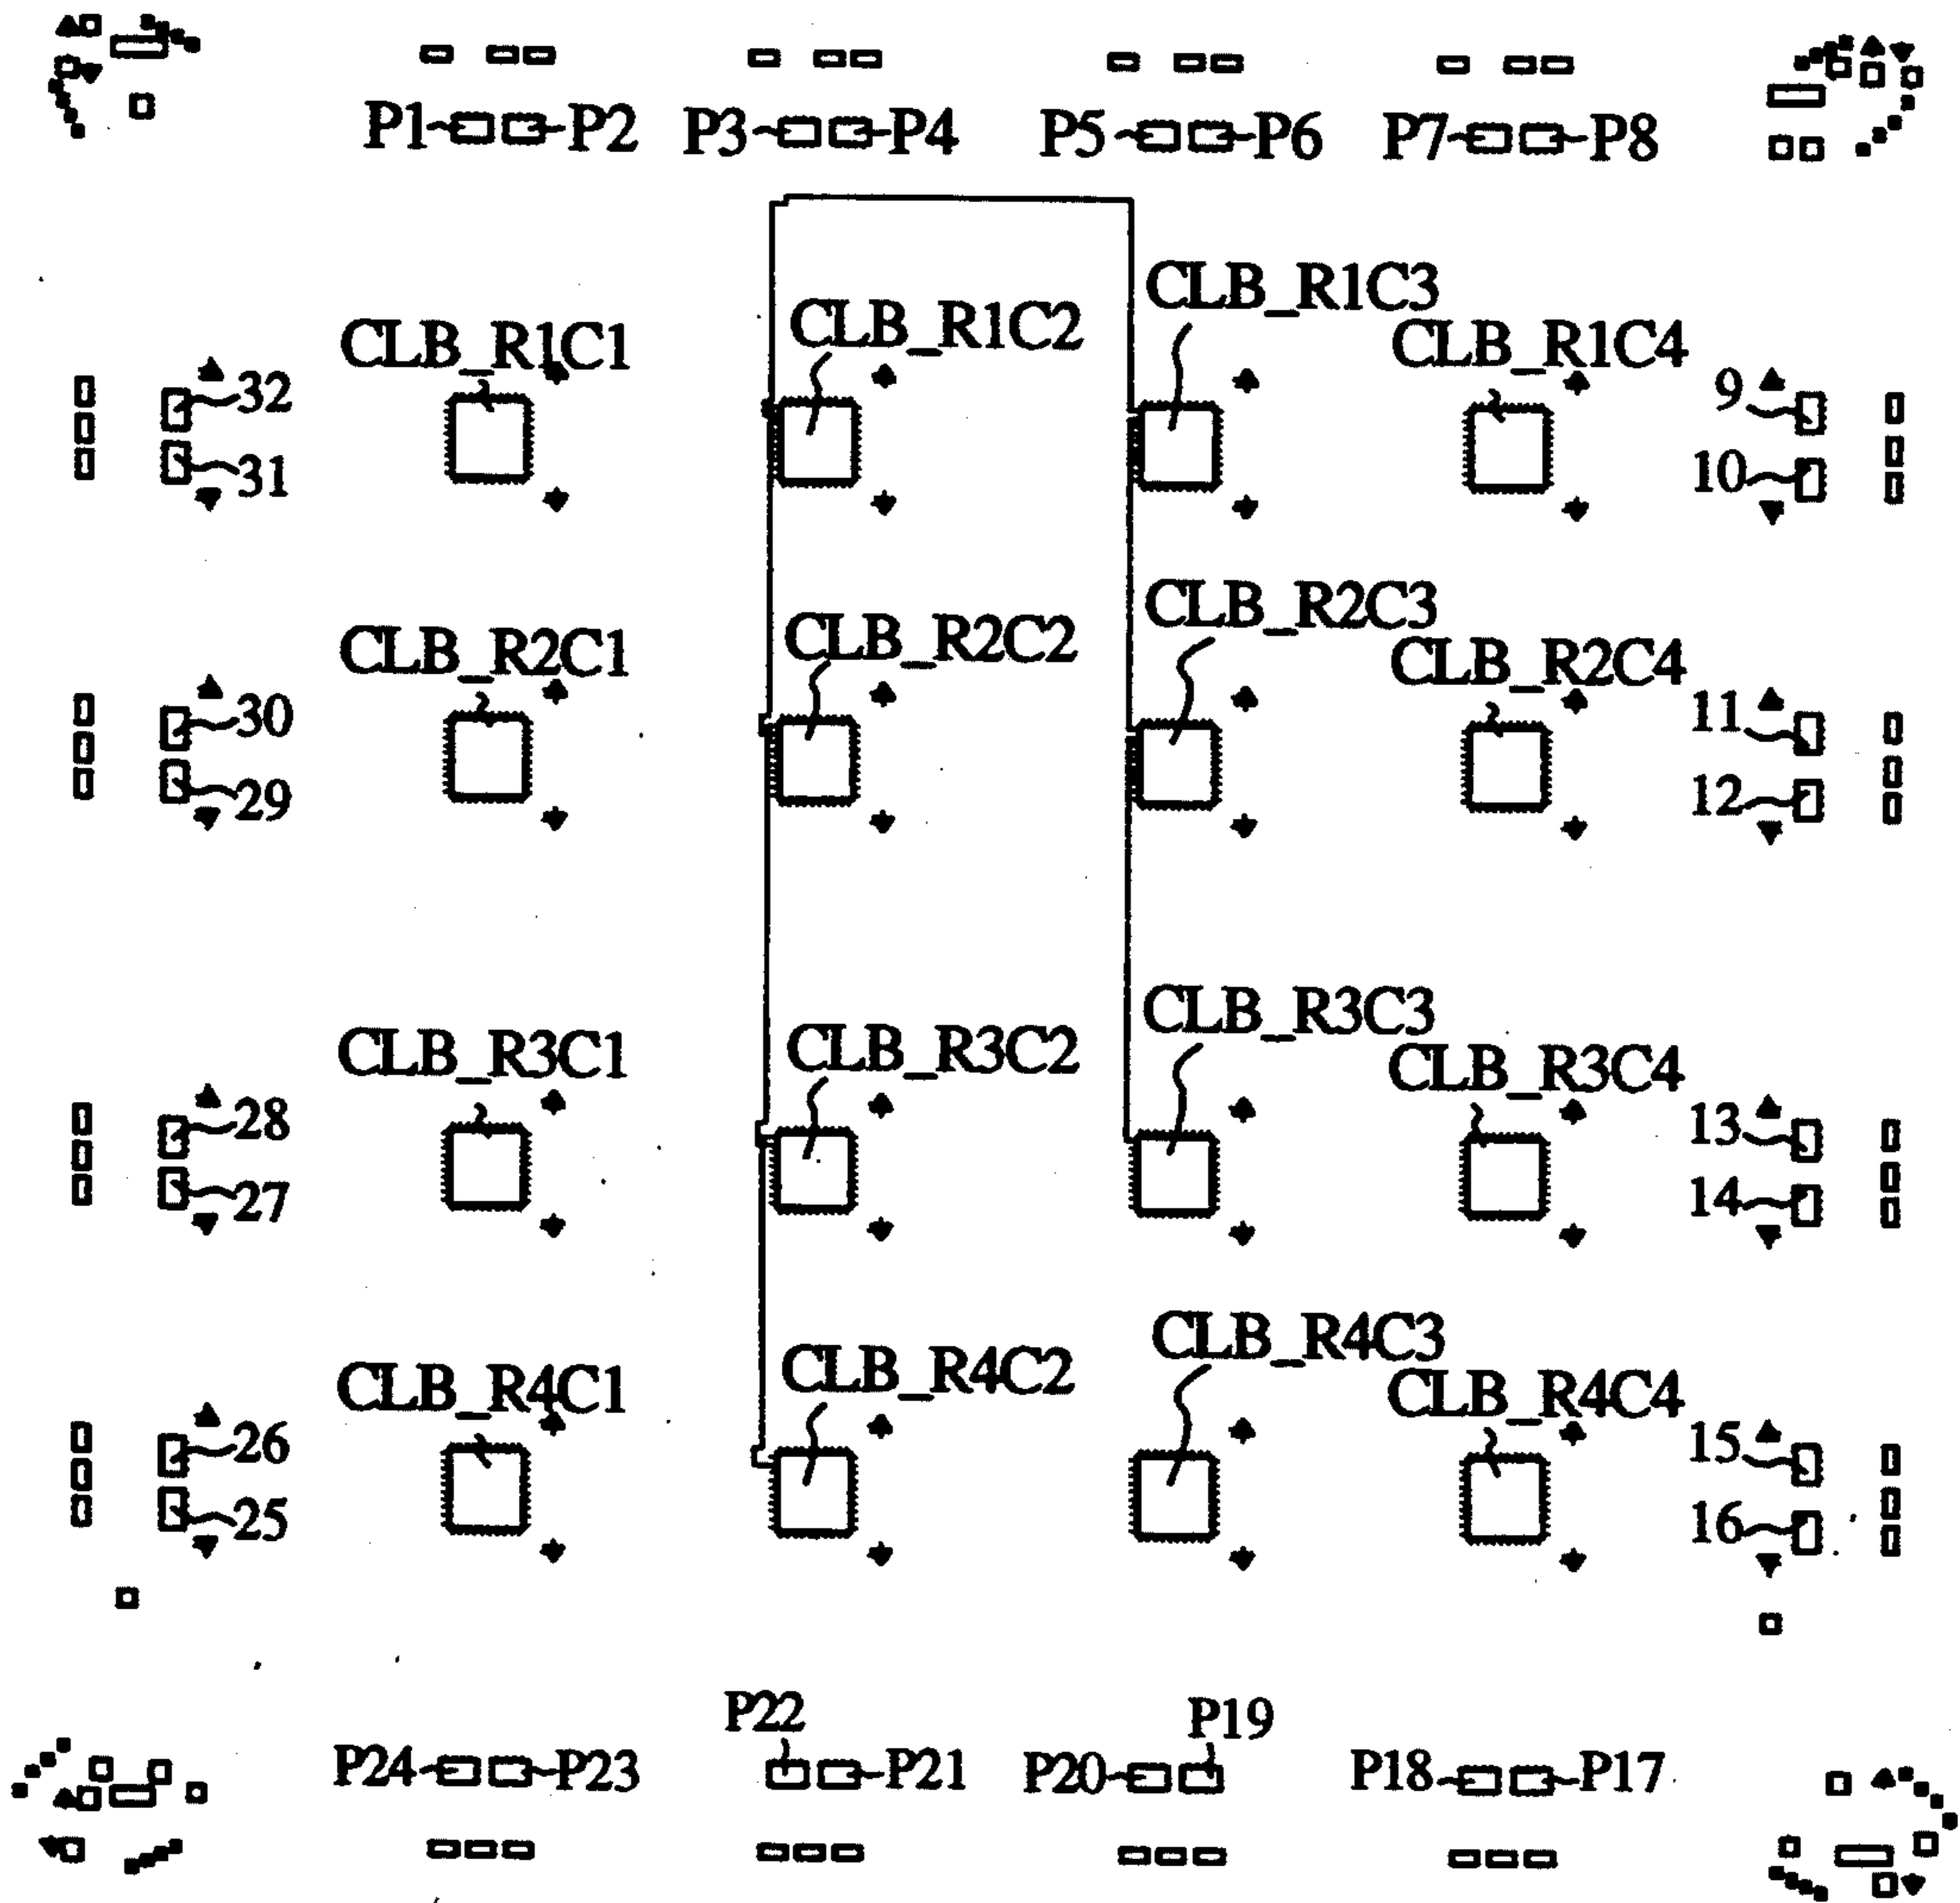 P1 P2 P3 P4 P5 P6 P7 P8
CLB_R1C3
CLB_R1C2
CLB_R1C1 CLB_R1C4
32 9
31 10
CLB_R2C3
CLB_R2C1 CLB_R2C2 CLB_R2C4
30 11
29 12
CLB_R3C3
CLB_R3C1 CLB_R3C2 CLB_R3C4
28 13
27 14
CLB_R4C3
CLB_R4C1 CLB_R4C2 CLB_R4C4
26 15
25 16
P22 P19
P24 P23 P21 P20 P18 P17